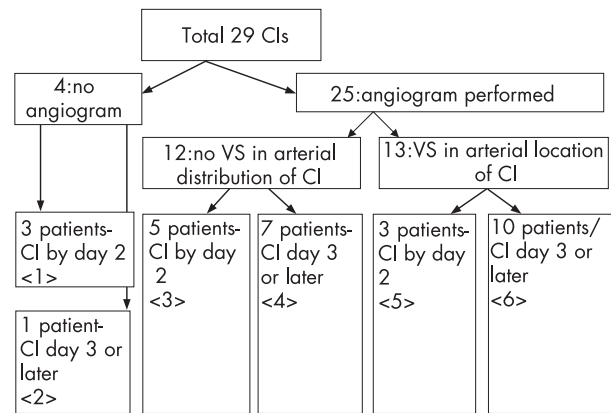 Total 29 CIs
4:no
angiogram
25:angiogram performed
12:no VS in arterial
distribution of CI
13:VS in arterial location
of CI
3 patients-
CI by day 2
<1>
1 patient-
CI day 3 or
later
<2>
5 patients-
CI by day
2
<3>
7 patients-
CI day 3
or later
<4>
3 patients-
CI by day
2
<5>
10 patients/
CI day 3 or
later
<6>